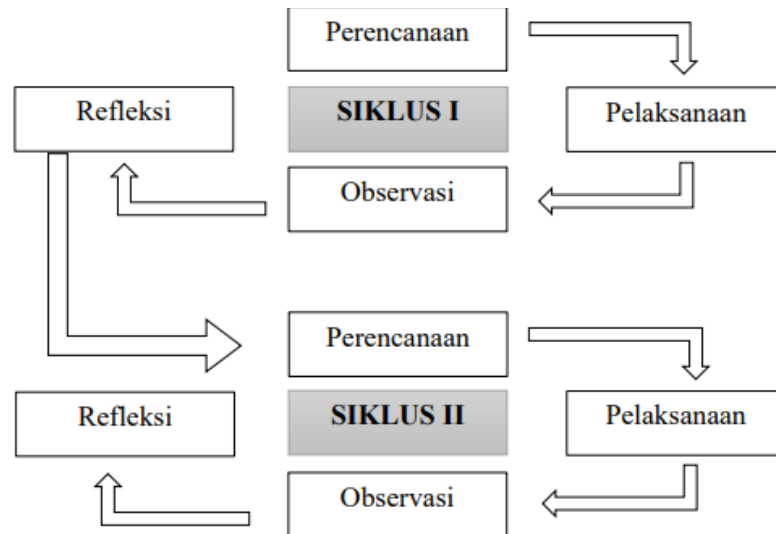 Perencanaan
Refleksi
SIKLUS I
Pelaksanaan
Observasi
Perencanaan
Refleksi
SIKLUS II
Pelaksanaan
Observasi